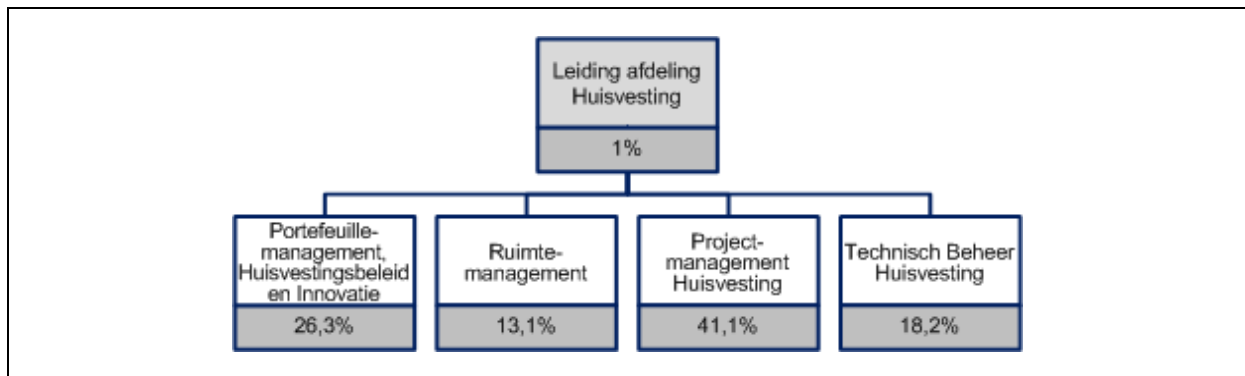 Leiding afdeling
Huisvesting
1%
Portefeuille-
management,
Huisvestingsbeleid
en Innovatie
26,3%
Ruimte-
management
13,1%
Project-
management
Huisvesting
41,1%
Technisch Beheer
Huisvesting
18,2%